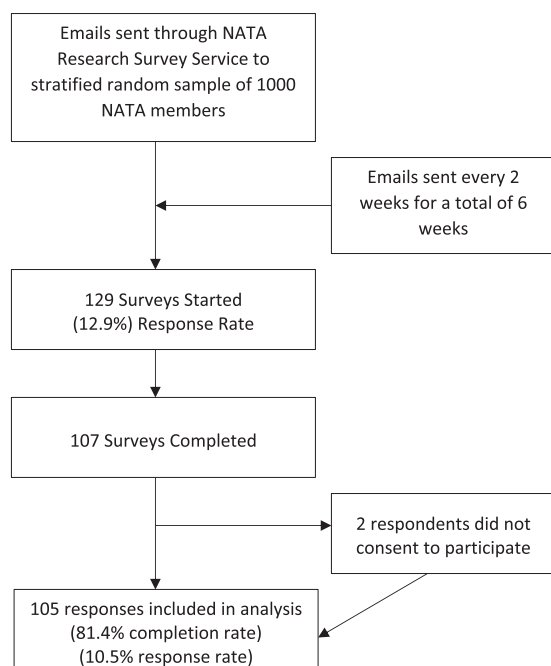 Emails sent through NATA
Research Survey Service to
stratified random sample of 1000
NATA members
Emails sent every 2
weeks for a total of 6
weeks
129 Surveys Started
(12.9%) Response Rate
107 Surveys Completed
2 respondents did not
consent to participate
105 responses included in analysis
(81.4% completion rate)
(10.5% response rate)